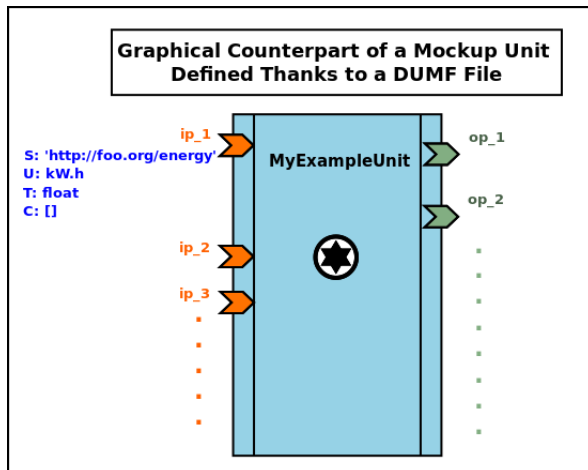 Graphical Counterpart of a Mockup Unit
Defined Thanks to a DUMF File
ip_1
S: 'http://foo.org/energy'
U: kW.h
T: float
C: []
MyExampleUnit
op_1
op_2
ip_2
ip_3